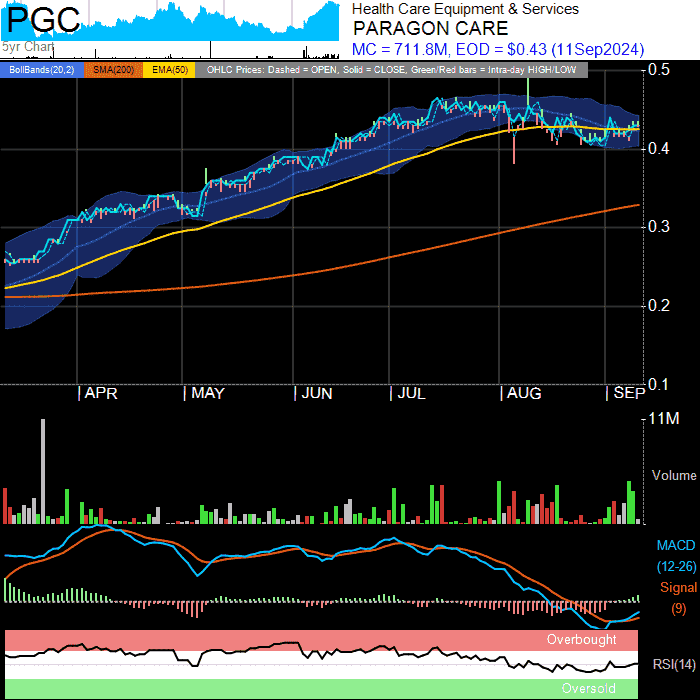 PGC
Health Care Equipment & Services
PARAGON CARE
5yr Chart
MC = 711.8M, EOD = $0.43 (11Sep2024)
BollBands(20,2) SMA(200) EMA(50) OHLC Prices: Dashed = OPEN, Solid = CLOSE, Green/Red bars = Intra-day HIGH/LOW
0.5
0.4
0.3
0.2
0.1
APR MAY JUN JUL AUG SEP
11M
Volume
MACD
(12-26)
Signal
(9)
Overbought
RSI(14)
Oversold